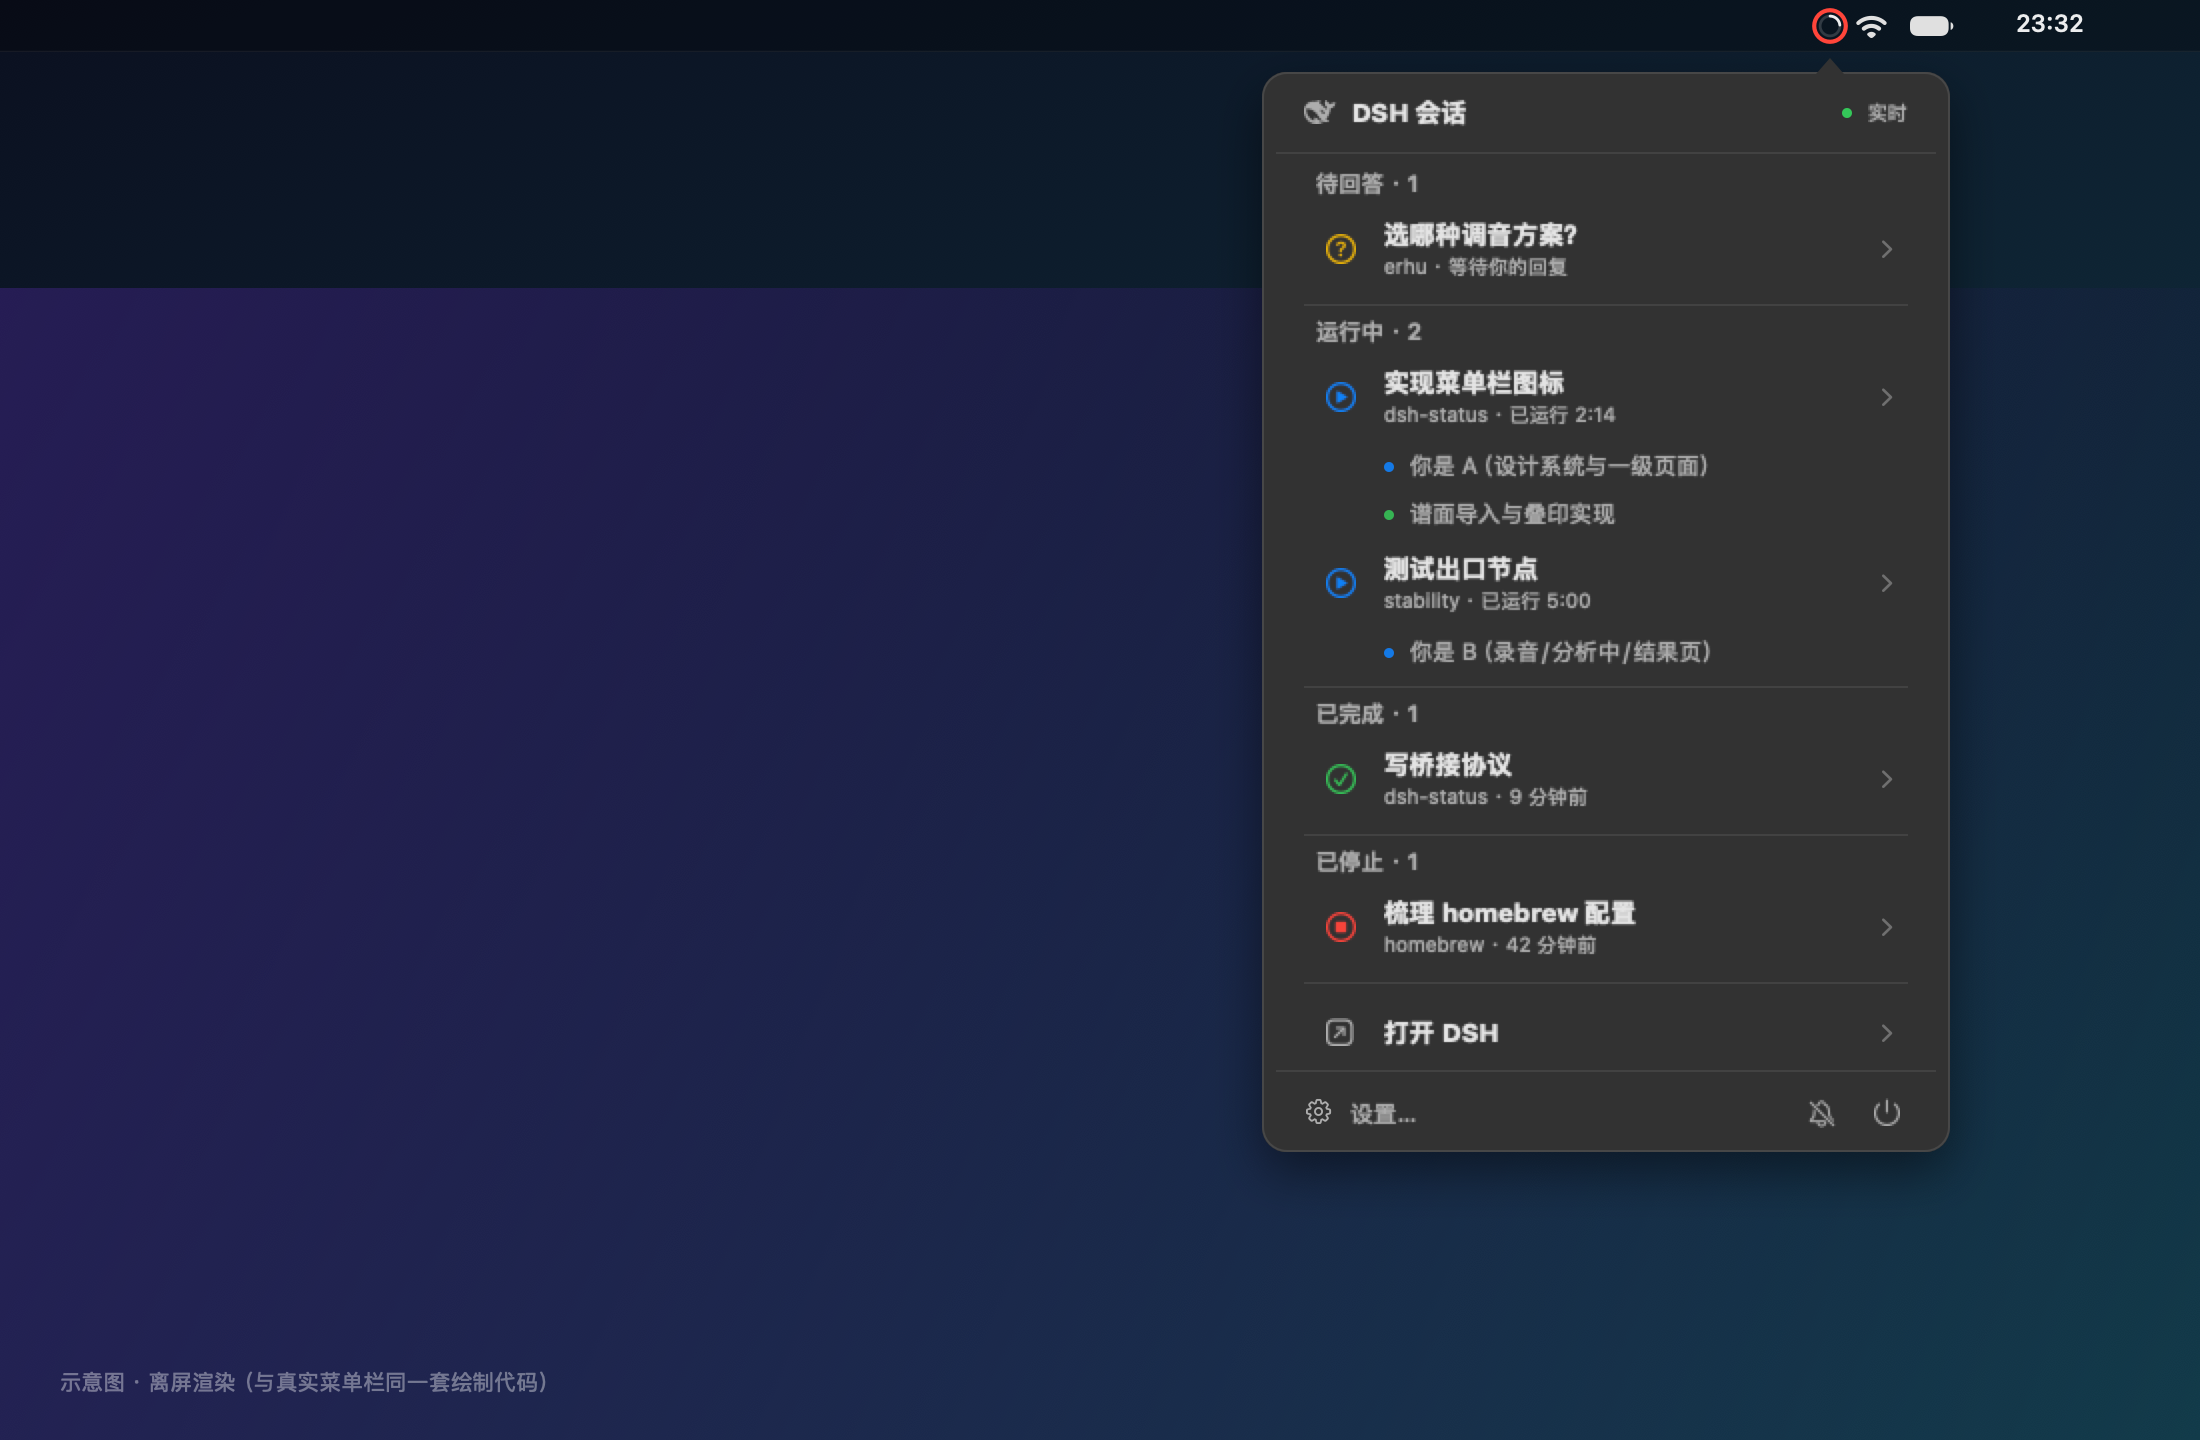 23:32
DSH 会话
实时
待回答 · 1
选哪种调音方案?
erhu · 等待你的回复
运行中 · 2
实现菜单栏图标
dsh-status · 已运行 2:14
你是 A（设计系统与一级页面）
谱面导入与叠印实现
测试出口节点
stability · 已运行 5:00
你是 B（录音/分析中/结果页）
已完成 · 1
写桥接协议
dsh-status · 9 分钟前
已停止 · 1
梳理 homebrew 配置
homebrew · 42 分钟前
打开 DSH
设置...
示意图 · 离屏渲染（与真实菜单栏同一套绘制代码）